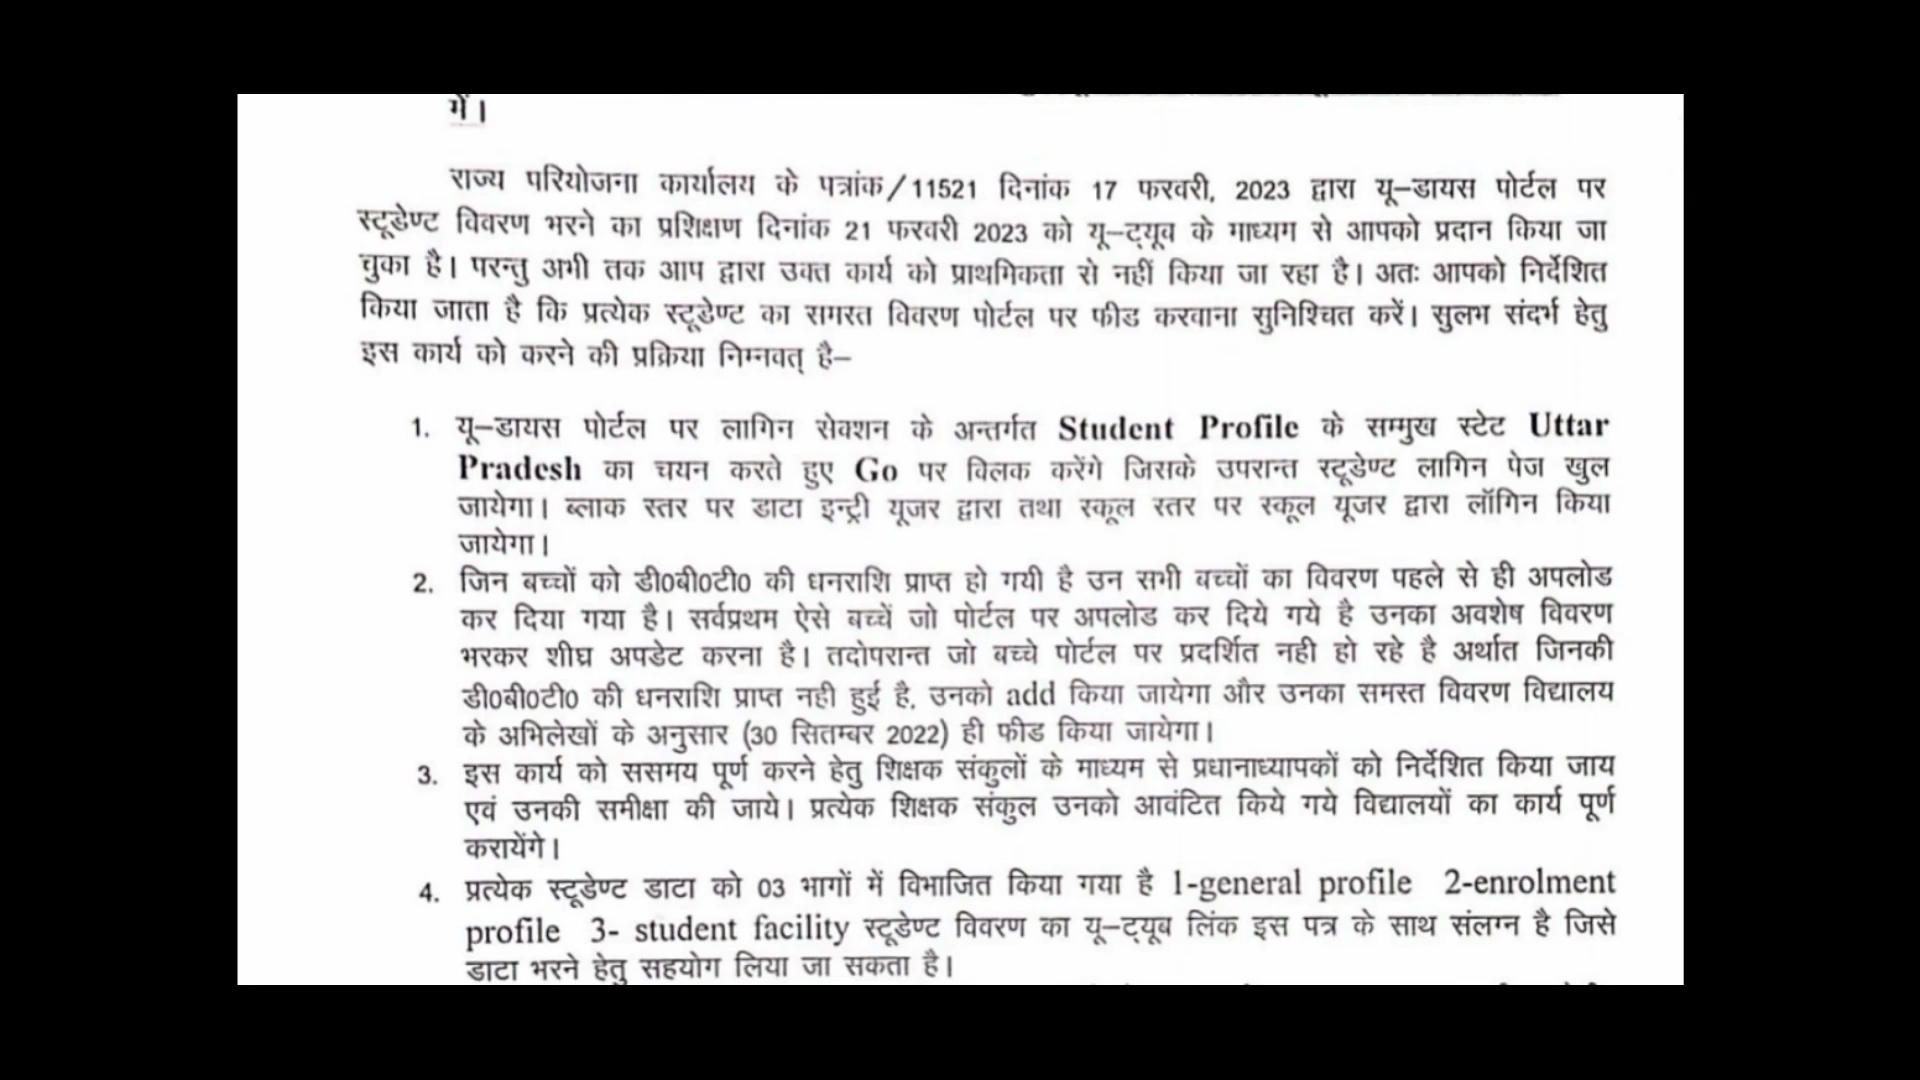 में।
राज्य परियोजना कार्यालय के पत्रांक/11521 दिनांक 17 फरवरी, 2023 द्वारा यू–डायस पोर्टल पर
स्टूडेण्ट विवरण भरने का प्रशिक्षण दिनांक 21 फरवरी 2023 को यू–ट्यूब के माध्यम से आपको प्रदान किया जा
चुका है। परन्तु अभी तक आप द्वारा उक्त कार्य को प्राथमिकता से नहीं किया जा रहा है। अतः आपको निर्देशित
किया जाता है कि प्रत्येक स्टूडेण्ट का समस्त विवरण पोर्टल पर फीड करवाना सुनिश्चित करें। सुलभ संदर्भ हेतु
इस कार्य को करने की प्रक्रिया निम्नवत् है–
1. यू–डायस पोर्टल पर लागिन सेक्शन के अन्तर्गत Student Profile के सम्मुख स्टेट Uttar
Pradesh का चयन करते हुए Go पर क्लिक करेंगे जिसके उपरान्त स्टूडेण्ट लागिन पेज खुल
जायेगा। ब्लाक स्तर पर डाटा इन्ट्री यूजर द्वारा तथा स्कूल स्तर पर स्कूल यूजर द्वारा लॉगिन किया
जायेगा।
2. जिन बच्चों को डी0बी0टी0 की धनराशि प्राप्त हो गयी है उन सभी बच्चों का विवरण पहले से ही अपलोड
कर दिया गया है। सर्वप्रथम ऐसे बच्चें जो पोर्टल पर अपलोड कर दिये गये है उनका अवशेष विवरण
भरकर शीघ्र अपडेट करना है। तदोपरान्त जो बच्चे पोर्टल पर प्रदर्शित नही हो रहे है अर्थात जिनकी
डी0बी0टी0 की धनराशि प्राप्त नही हुई है, उनको add किया जायेगा और उनका समस्त विवरण विद्यालय
के अभिलेखों के अनुसार (30 सितम्बर 2022) ही फीड किया जायेगा।
3. इस कार्य को ससमय पूर्ण करने हेतु शिक्षक संकुलों के माध्यम से प्रधानाध्यापकों को निर्देशित किया जाय
एवं उनकी समीक्षा की जाये। प्रत्येक शिक्षक संकुल उनको आवंटित किये गये विद्यालयों का कार्य पूर्ण
करायेंगे।
4. प्रत्येक स्टूडेण्ट डाटा को 03 भागों में विभाजित किया गया है 1-general profile 2-enrolment
profile 3- student facility स्टूडेण्ट विवरण का यू–ट्यूब लिंक इस पत्र के साथ संलग्न है जिसे
डाटा भरने हेतु सहयोग लिया जा सकता है।